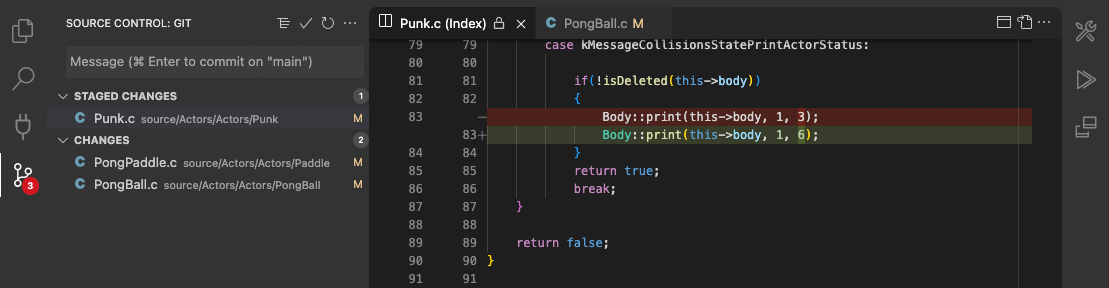 SOURCE CONTROL: GIT
Message (⌘ Enter to commit on "main")
STAGED CHANGES 1
C Punk.c source/Actors/Actors/Punk M
CHANGES 2
C PongPaddle.c source/Actors/Actors/Paddle M
C PongBall.c source/Actors/Actors/PongBall M
3
Punk.c (Index)
C PongBall.c M
79 79 case kMessageCollisionsStatePrintActorStatus:
80 80
81 81 if(!isDeleted(this->body))
82 82 {
83 — Body::print(this->body, 1, 3);
83+ Body::print(this->body, 1, 6);
84 84 }
85 85 return true;
86 86 break;
87 87 }
88 88
89 89 return false;
90 90 }
91 91